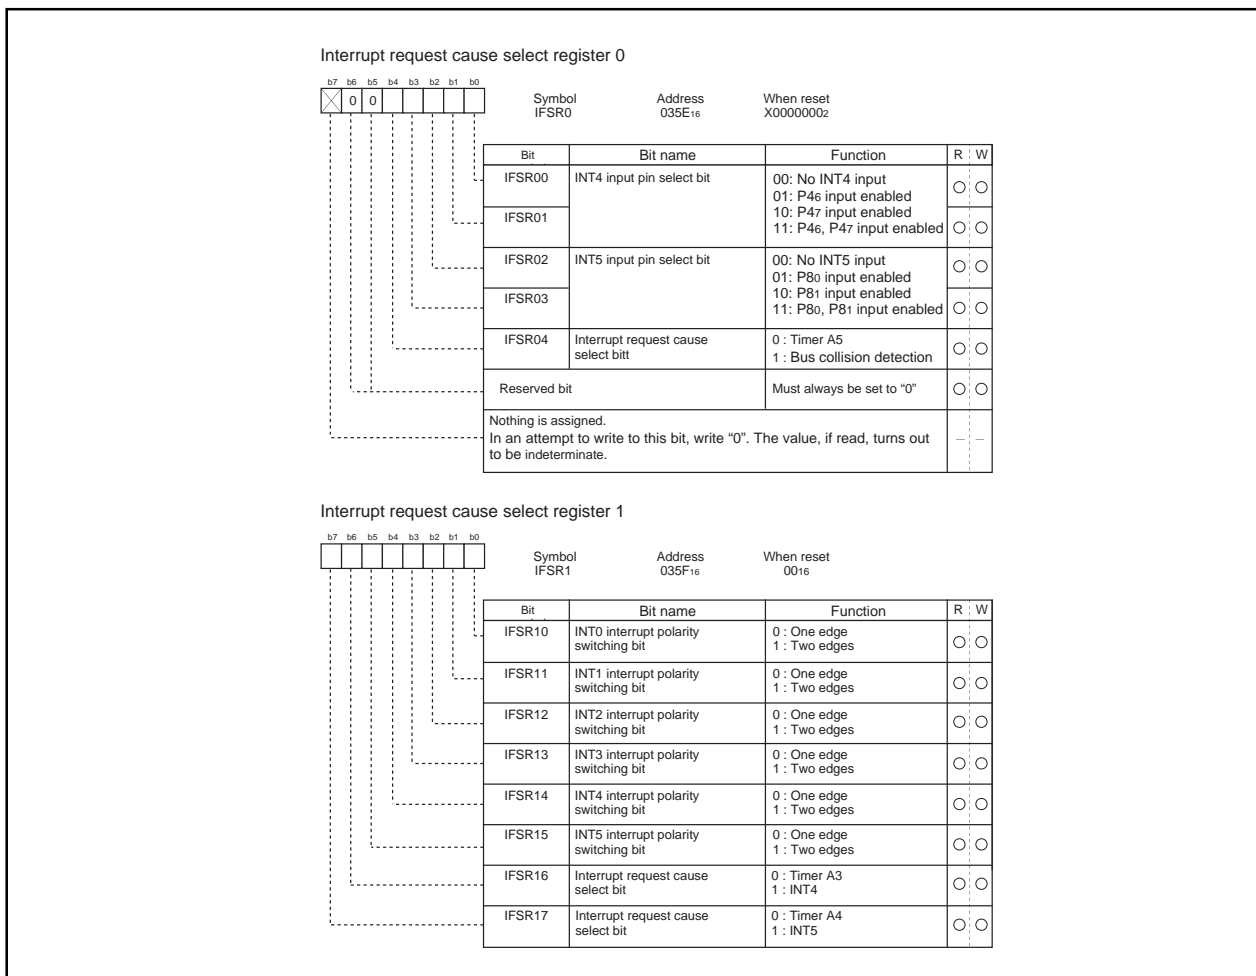 Interrupt request cause select register 0
b7 b6 b5 b4 b3 b2 b1 b0
0 0
Symbol Address When reset
IFSR0 035E16 X00000002
Bit Bit name Function R W
IFSR00 INT4 input pin select bit 00: No INT4 input
01: P46 input enabled
IFSR01 10: P47 input enabled
11: P46, P47 input enabled
IFSR02 INT5 input pin select bit 00: No INT5 input
01: P80 input enabled
IFSR03 10: P81 input enabled
11: P80, P81 input enabled
IFSR04 Interrupt request cause 0 : Timer A5
select bitt 1 : Bus collision detection
Reserved bit Must always be set to “0”
Nothing is assigned.
In an attempt to write to this bit, write “0”. The value, if read, turns out – –
to be indeterminate.
Interrupt request cause select register 1
b7 b6 b5 b4 b3 b2 b1 b0
Symbol Address When reset
IFSR1 035F16 0016
Bit Bit name Function R W
IFSR10 INT0 interrupt polarity 0 : One edge
switching bit 1 : Two edges
IFSR11 INT1 interrupt polarity 0 : One edge
switching bit 1 : Two edges
IFSR12 INT2 interrupt polarity 0 : One edge
switching bit 1 : Two edges
IFSR13 INT3 interrupt polarity 0 : One edge
switching bit 1 : Two edges
IFSR14 INT4 interrupt polarity 0 : One edge
switching bit 1 : Two edges
IFSR15 INT5 interrupt polarity 0 : One edge
switching bit 1 : Two edges
IFSR16 Interrupt request cause 0 : Timer A3
select bit 1 : INT4
IFSR17 Interrupt request cause 0 : Timer A4
select bit 1 : INT5